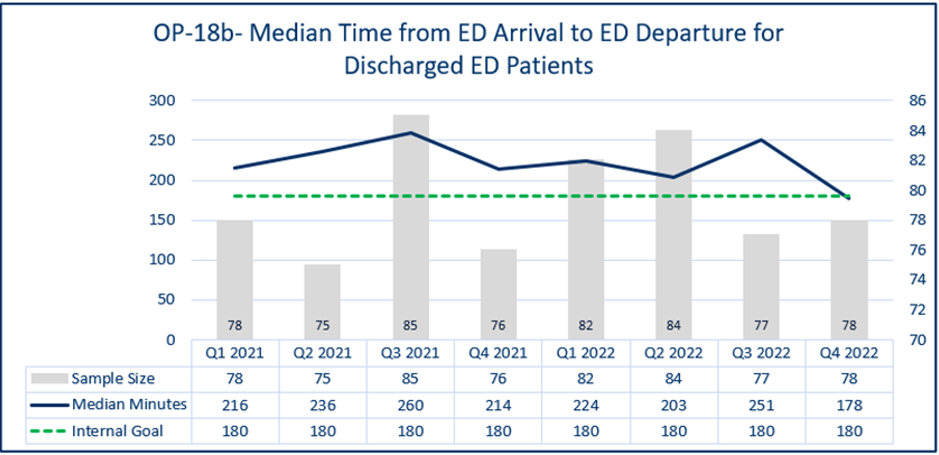 OP-18b- Median Time from ED Arrival to ED Departure for
Discharged ED Patients
300 86
250 84
200 82
150 80
100 78
50 76
0 74
72
70
78 75 85 76 82 84 77 78
Q1 2021 Q2 2021 Q3 2021 Q4 2021 Q1 2022 Q2 2022 Q3 2022 Q4 2022
Sample Size 78 75 85 76 82 84 77 78
Median Minutes 216 236 260 214 224 203 251 178
Internal Goal 180 180 180 180 180 180 180 180